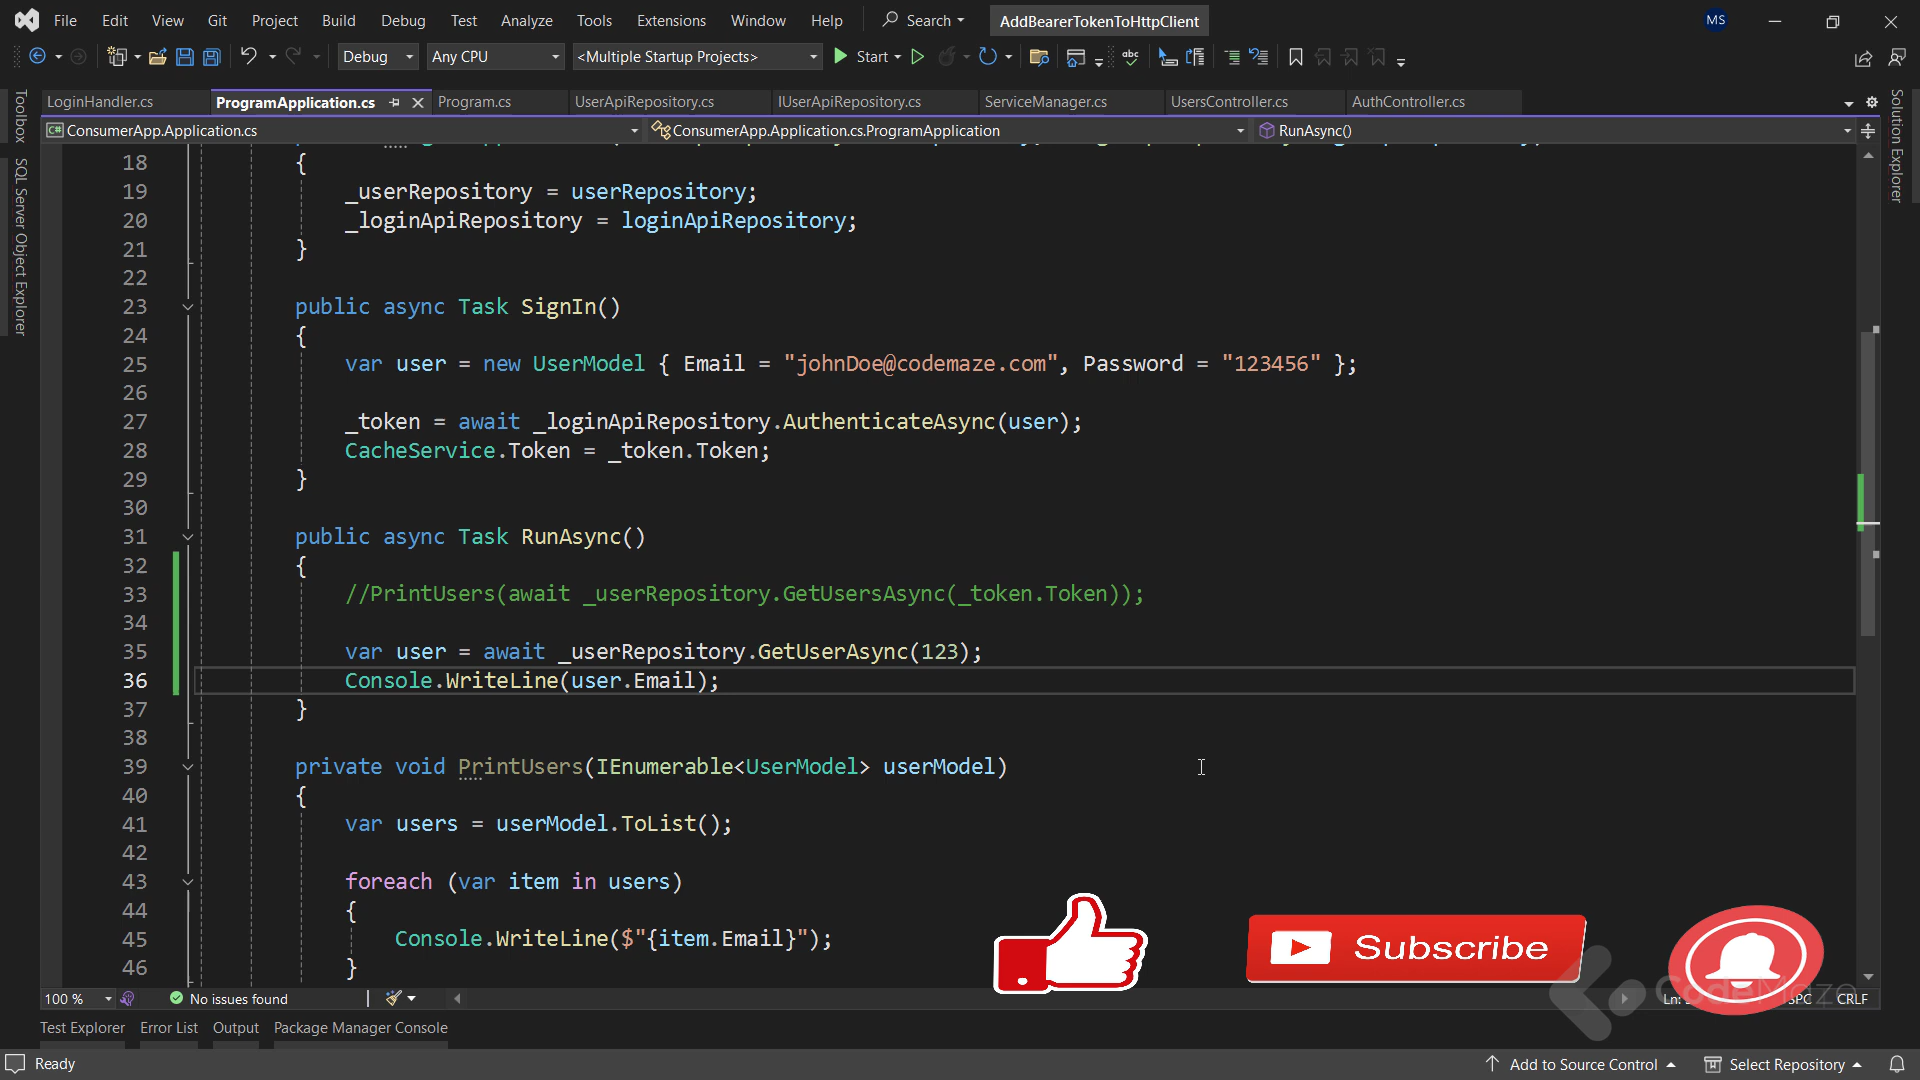 File Edit View Git Project Build Debug Test Analyze Tools Extensions Window Help Search AddBearerTokenToHttpClient MS
Debug Any CPU <Multiple Startup Projects> Start
Toolbox
SQL Server Object Explorer
LoginHandler.cs ProgramApplication.cs Program.cs UserApiRepository.cs IUserApiRepository.cs ServiceManager.cs UsersController.cs AuthController.cs
Solution Explorer
ConsumerApp.Application.cs ConsumerApp.Application.cs.ProgramApplication RunAsync()
18 {
19 _userRepository = userRepository;
20 _loginApiRepository = loginApiRepository;
21 }
22
23 public async Task SignIn()
24 {
25 var user = new UserModel { Email = "johnDoe@codemaze.com", Password = "123456" };
26
27 _token = await _loginApiRepository.AuthenticateAsync(user);
28 CacheService.Token = _token.Token;
29 }
30
31 public async Task RunAsync()
32 {
33 //PrintUsers(await _userRepository.GetUsersAsync(_token.Token));
34
35 var user = await _userRepository.GetUserAsync(123);
36 Console.WriteLine(user.Email);
37 }
38
39 private void PrintUsers(IEnumerable<UserModel> userModel)
40 {
41 var users = userModel.ToList();
42
43 foreach (var item in users)
44 {
45 Console.WriteLine($"{item.Email}");
46 }
Subscribe
100 % No issues found Ln: SPC CRLF
Test Explorer Error List Output Package Manager Console
Ready Add to Source Control Select Repository